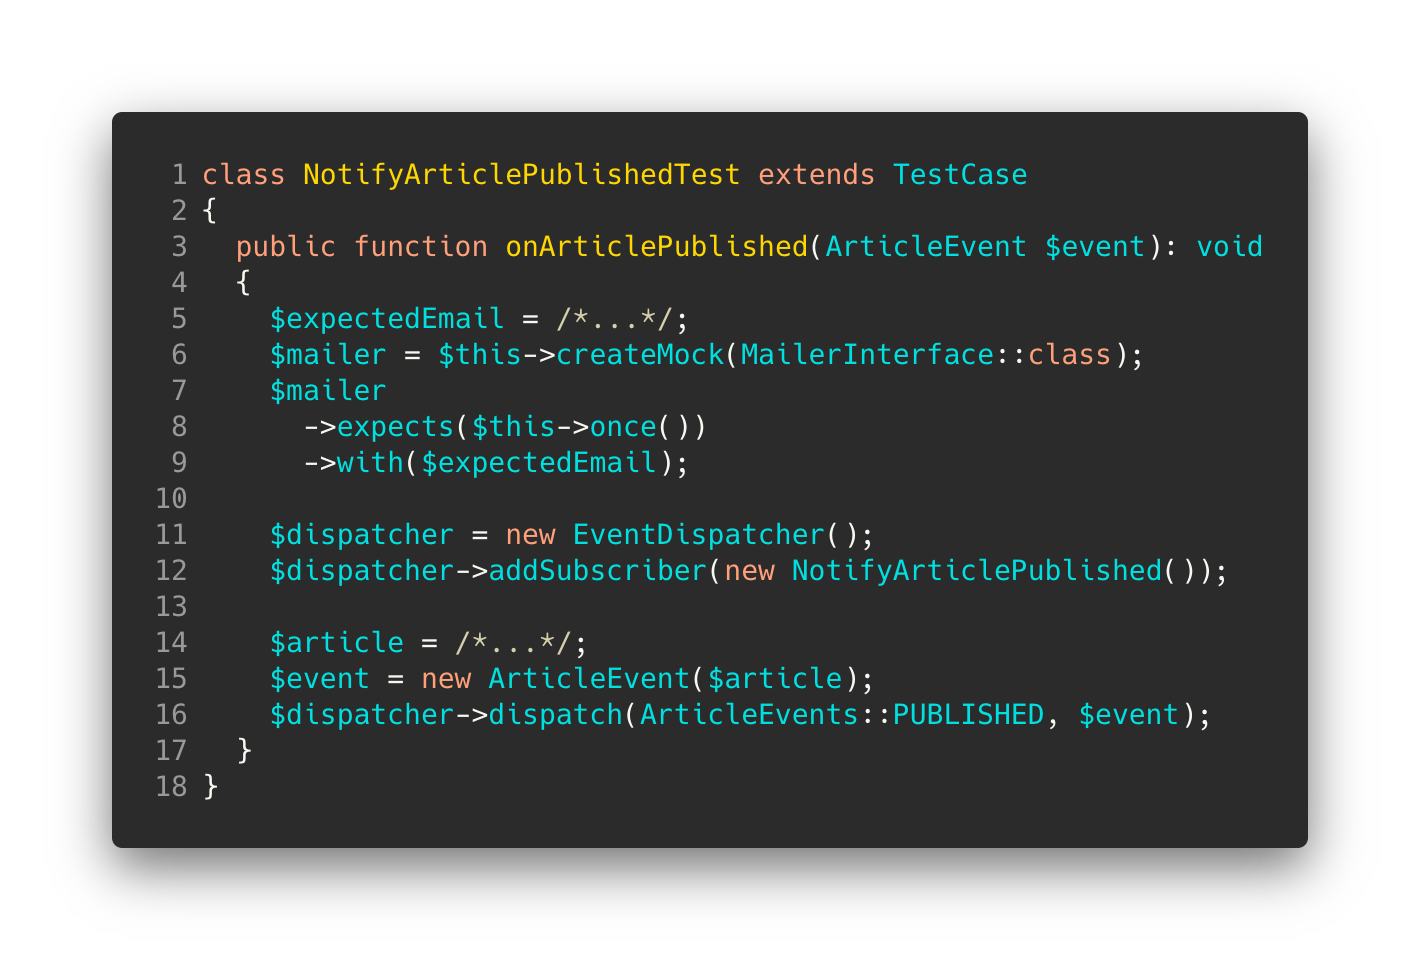 1 class NotifyArticlePublishedTest extends TestCase
2 {
3   public function onArticlePublished(ArticleEvent $event): void
4   {
5     $expectedEmail = /*...*/;
6     $mailer = $this->createMock(MailerInterface::class);
7     $mailer
8       ->expects($this->once())
9       ->with($expectedEmail);
10
11     $dispatcher = new EventDispatcher();
12     $dispatcher->addSubscriber(new NotifyArticlePublished());
13
14     $article = /*...*/;
15     $event = new ArticleEvent($article);
16     $dispatcher->dispatch(ArticleEvents::PUBLISHED, $event);
17   }
18 }